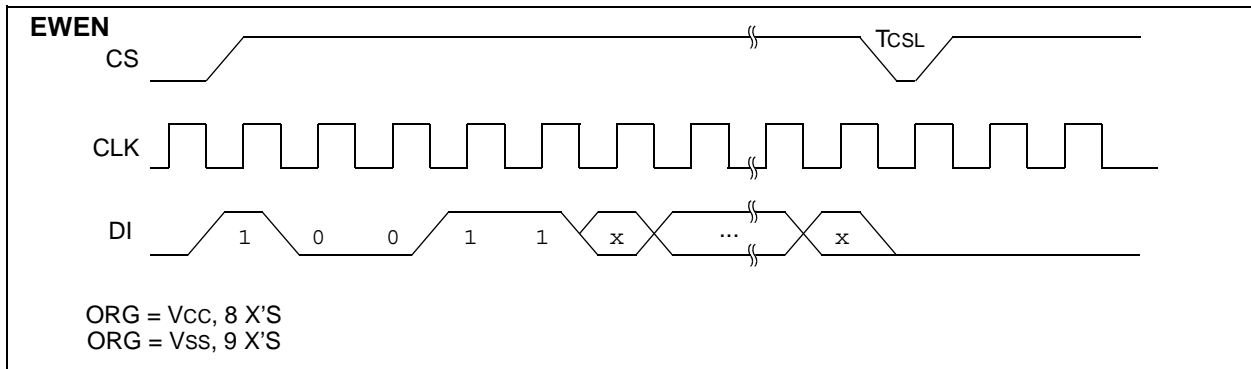 EWEN
CS
TCSL
CLK
DI
1 0 0 1 1 x ... x
ORG = VCC, 8 X'S
ORG = VSS, 9 X'S